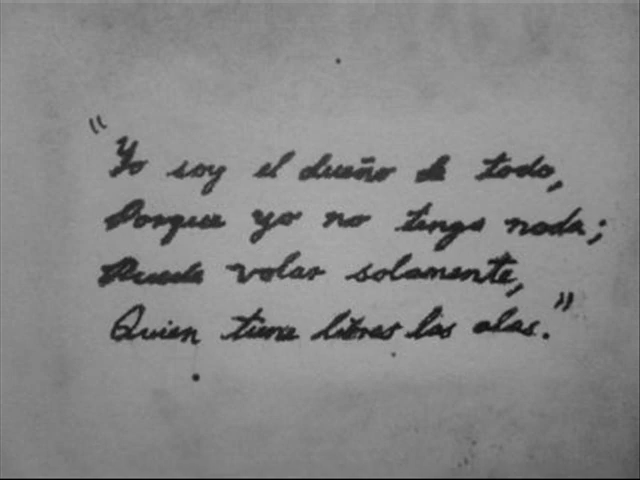 "Yo soy el dueño de todo,
Porque yo no tengo nada;
Puede volar solamente,
Quien tiene libres las alas."